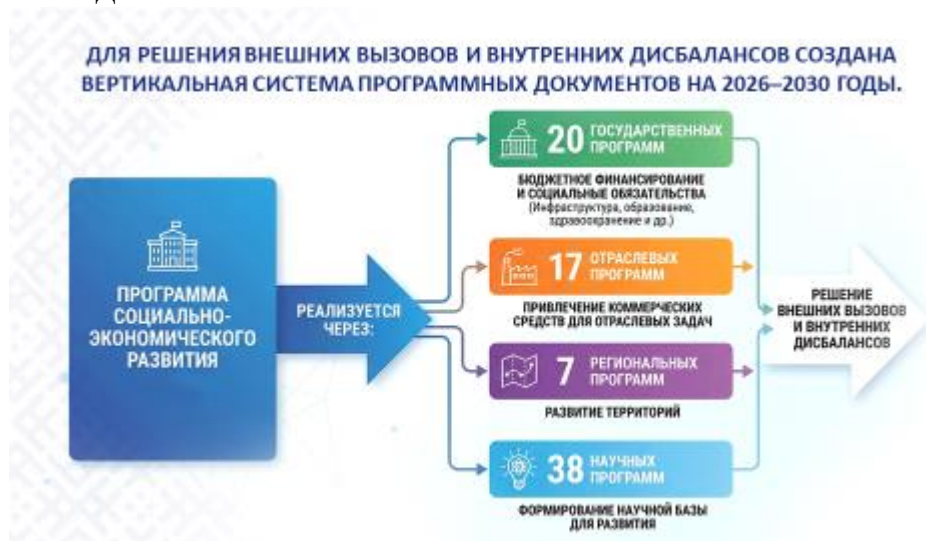 ДЛЯ РЕШЕНИЯ ВНЕШНИХ ВЫЗОВОВ И ВНУТРЕННИХ ДИСБАЛАНСОВ СОЗДАНА
ВЕРТИКАЛЬНАЯ СИСТЕМА ПРОГРАММНЫХ ДОКУМЕНТОВ НА 2026–2030 ГОДЫ.
ПРОГРАММА
СОЦИАЛЬНО-
ЭКОНОМИЧЕСКОГО
РАЗВИТИЯ
РЕАЛИЗУЕТСЯ
ЧЕРЕЗ:
20 ГОСУДАРСТВЕННЫХ
ПРОГРАММ
БЮДЖЕТНОЕ ФИНАНСИРОВАНИЕ
И СОЦИАЛЬНЫЕ ОБЯЗАТЕЛЬСТВА
(Инфраструктура, образование,
здравоохранение и др.)
17 ОТРАСЛЕВЫХ
ПРОГРАММ
ПРИВЛЕЧЕНИЕ КОММЕРЧЕСКИХ
СРЕДСТВ ДЛЯ ОТРАСЛЕВЫХ ЗАДАЧ
7 РЕГИОНАЛЬНЫХ
ПРОГРАММ
РАЗВИТИЕ ТЕРРИТОРИЙ
38 НАУЧНЫХ
ПРОГРАММ
ФОРМИРОВАНИЕ НАУЧНОЙ БАЗЫ
ДЛЯ РАЗВИТИЯ
РЕШЕНИЕ
ВНЕШНИХ ВЫЗОВОВ
И ВНУТРЕННИХ
ДИСБАЛАНСОВ